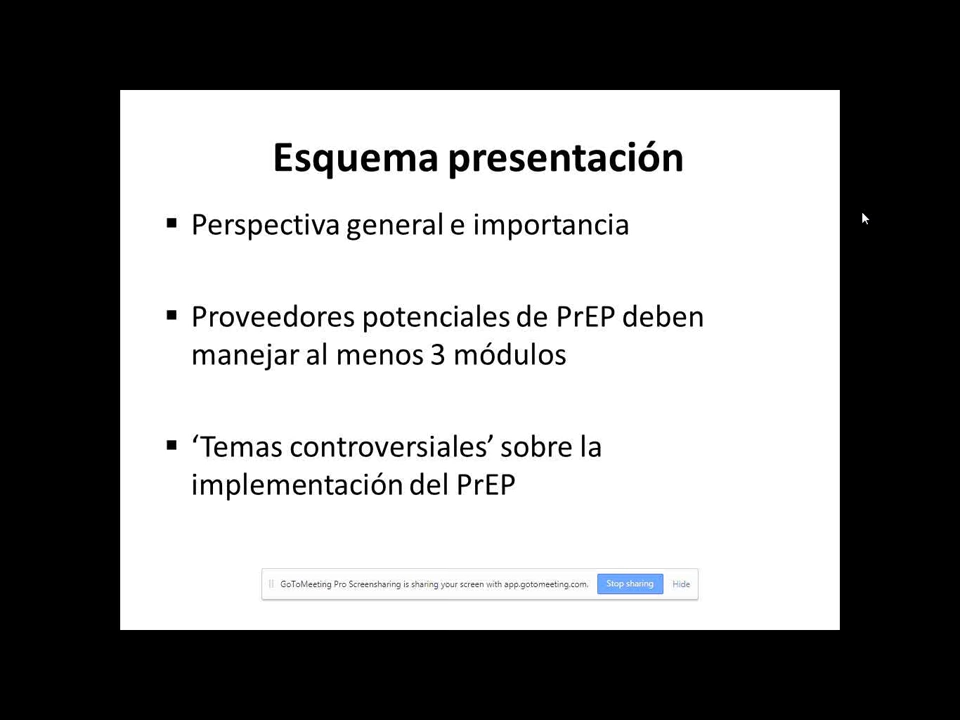 Esquema presentación
▪ Perspectiva general e importancia
▪ Proveedores potenciales de PrEP deben
manejar al menos 3 módulos
▪ ‘Temas controversiales’ sobre la
implementación del PrEP
GoToMeeting Pro Screensharing is sharing your screen with app.gotomeeting.com. Stop sharing Hide